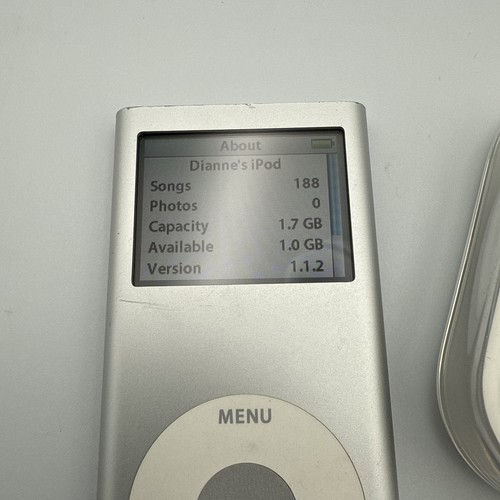 About
Dianne's iPod
Songs 188
Photos 0
Capacity 1.7 GB
Available 1.0 GB
Version 1.1.2
MENU